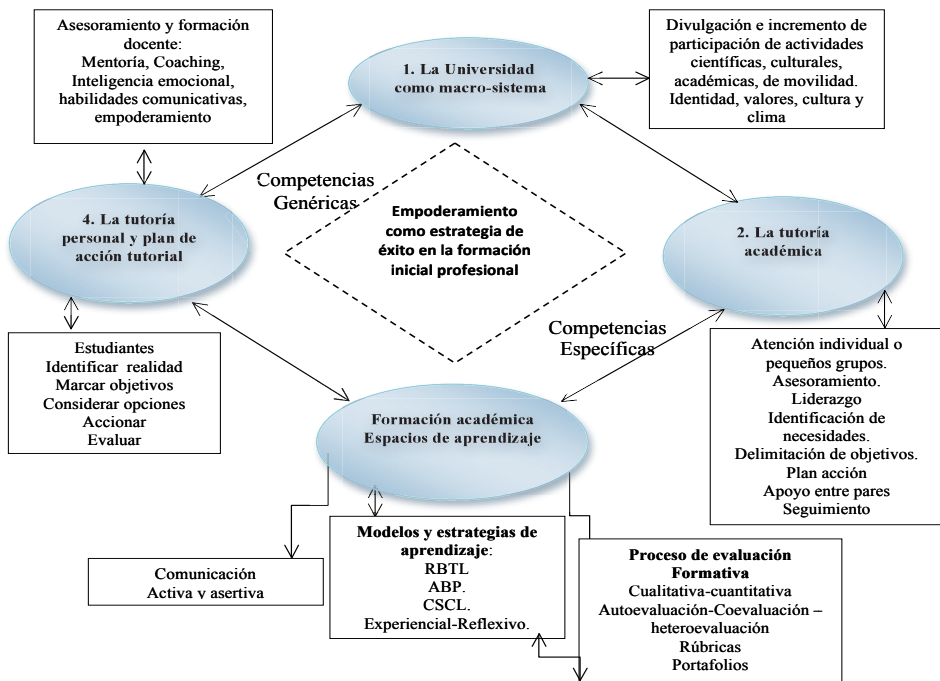 Asesoramiento y formación
docente:
Mentoría, Coaching,
Inteligencia emocional,
habilidades comunicativas,
empoderamiento
1. La Universidad
como macro-sistema
Divulgación e incremento de
participación de actividades
científicas, culturales,
académicas, de movilidad.
Identidad, valores, cultura y
clima
Competencias
Genéricas
4. La tutoría
personal y plan de
acción tutorial
Empoderamiento
como estrategia de
éxito en la formación
inicial profesional
2. La tutoría
académica
Competencias
Específicas
Estudiantes
Identificar realidad
Marcar objetivos
Considerar opciones
Accionar
Evaluar
Atención individual o
pequeños grupos.
Asesoramiento.
Liderazgo
Identificación de
necesidades.
Delimitación de objetivos.
Plan acción
Apoyo entre pares
Seguimiento
Formación académica
Espacios de aprendizaje
Comunicación
Activa y asertiva
Modelos y estrategias de
aprendizaje:
RBTL
ABP.
CSCL.
Experiencial-Reflexivo.
Proceso de evaluación
Formativa
Cualitativa-cuantitativa
Autoevaluación-Coevaluación –
heteroevaluación
Rúbricas
Portafolios